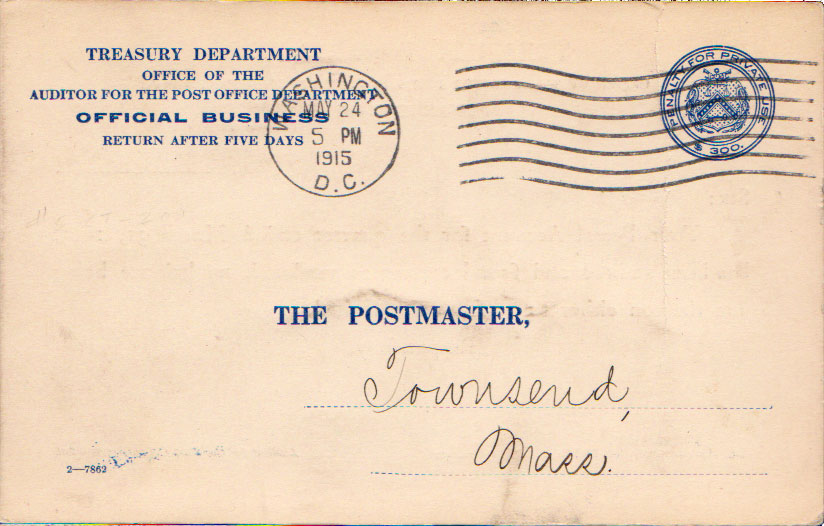 TREASURY DEPARTMENT
OFFICE OF THE
AUDITOR FOR THE POST OFFICE DEPARTMENT
OFFICIAL BUSINESS
RETURN AFTER FIVE DAYS
WASHINGTON
MAY 24
5 PM
1915
D.C.
PENALTY FOR PRIVATE USE
$ 300.
THE POSTMASTER,
Townsend,
Mass.
2—7862